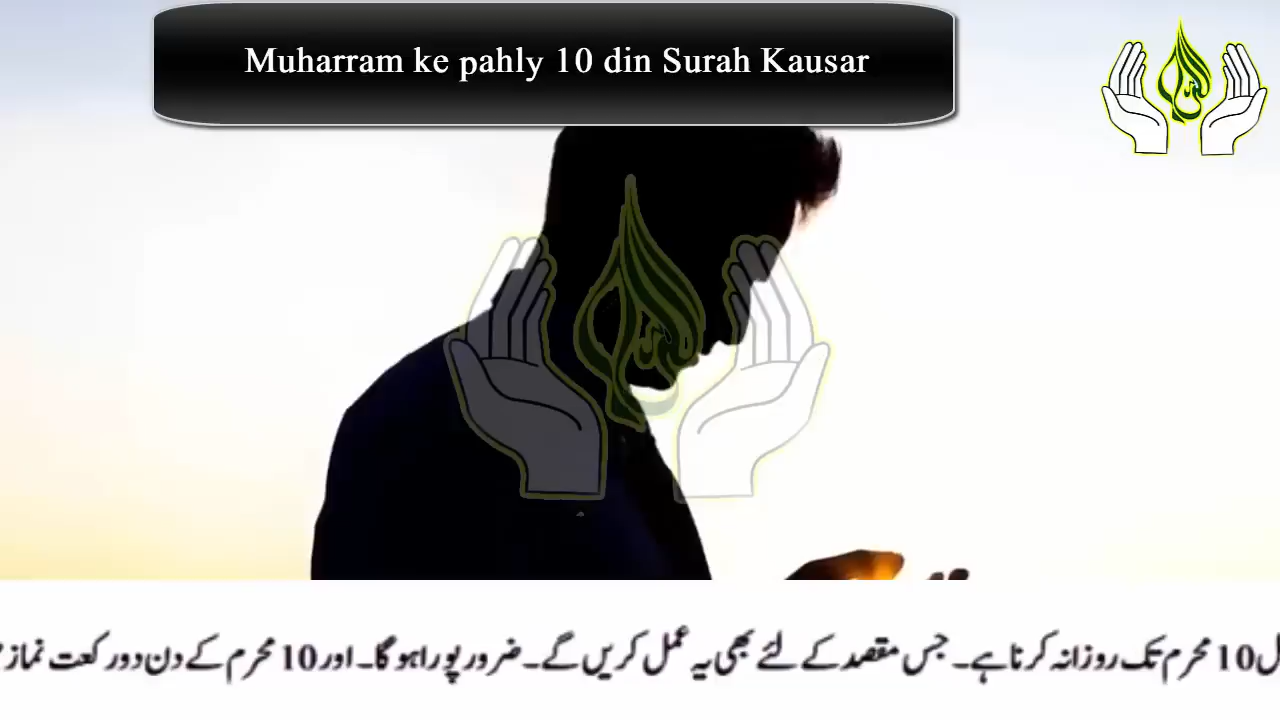 Muharram ke pahly 10 din Surah Kausar
10 محرم تک روزانہ کرنا ہے۔ جس مقصد کے لئے بھی یہ عمل کریں گے۔ ضرور پورا ہو گا۔ اور 10 محرم کے دن دو رکعت نماز